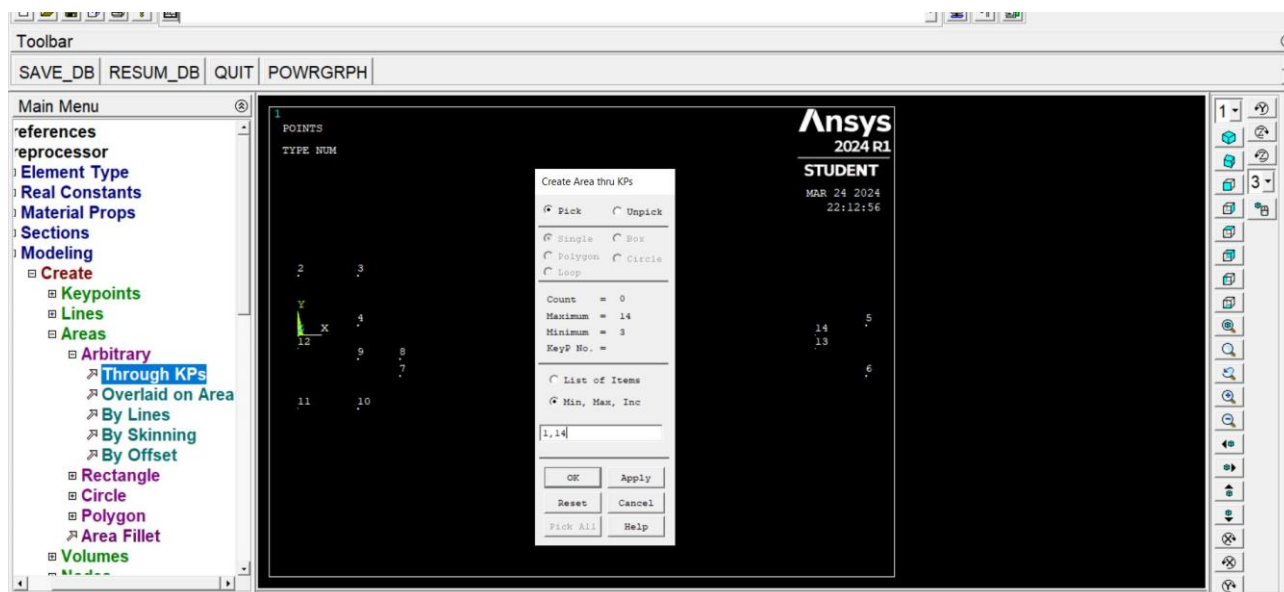 Toolbar
SAVE_DB RESUM_DB QUIT POWRGRPH
Main Menu
references
reprocessor
Element Type
Real Constants
Material Props
Sections
Modeling
Create
Keypoints
Lines
Areas
Arbitrary
Through KPs
Overlaid on Area
By Lines
By Skinning
By Offset
Rectangle
Circle
Polygon
Area Fillet
Volumes
1
POINTS
TYPE NUM
Ansys
2024 R1
STUDENT
MAR 24 2024
22:12:56
2 3
Y
X
4
12
9 8
7
11 10
14 5
13
6
Create Area thru KPs
Pick Unpick
Single Box
Polygon Circle
Loop
Count = 0
Maximum = 14
Minimum = 3
KeyP No. =
List of Items
Min, Max, Inc
1,14
OK Apply
Reset Cancel
Pick All Help
1
3